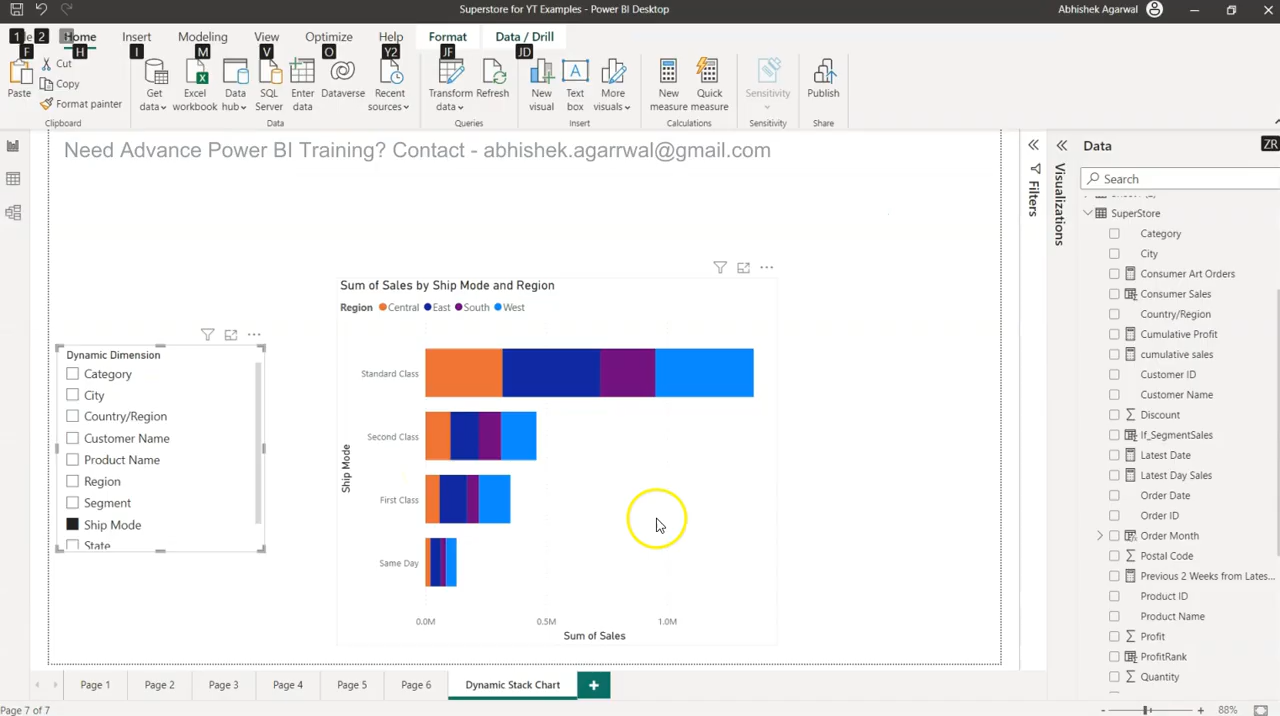 Superstore for YT Examples - Power BI Desktop
Abhishek Agarwal
1 2 H
Home Insert Modeling View Optimize Help Format Data / Drill
F H I M N O Y2 JF JD
Paste
Cut
Copy
Format painter
Clipboard
Get data
Excel workbook
Data hub
SQL Server
Enter data
Dataverse
Recent sources
Data
Transform data
Refresh
Queries
New visual
Text box
More visuals
Insert
New measure
Quick measure
Calculations
Sensitivity
Sensitivity
Publish
Share
Need Advance Power BI Training? Contact - abhishek.agarrwal@gmail.com
Dynamic Dimension
Category
City
Country/Region
Customer Name
Product Name
Region
Segment
Ship Mode
State
Sum of Sales by Ship Mode and Region
Region Central East South West
Ship Mode
Standard Class
Second Class
First Class
Same Day
0.0M 0.5M 1.0M
Sum of Sales
Filters
Visualizations
Data
ZR
Search
SuperStore
Category
City
Consumer Art Orders
Consumer Sales
Country/Region
Cumulative Profit
cumulative sales
Customer ID
Customer Name
Discount
If_SegmentSales
Latest Date
Latest Day Sales
Order Date
Order ID
Order Month
Postal Code
Previous 2 Weeks from Lates...
Product ID
Product Name
Profit
ProfitRank
Quantity
Page 1 Page 2 Page 3 Page 4 Page 5 Page 6 Dynamic Stack Chart
Page 7 of 7
88%